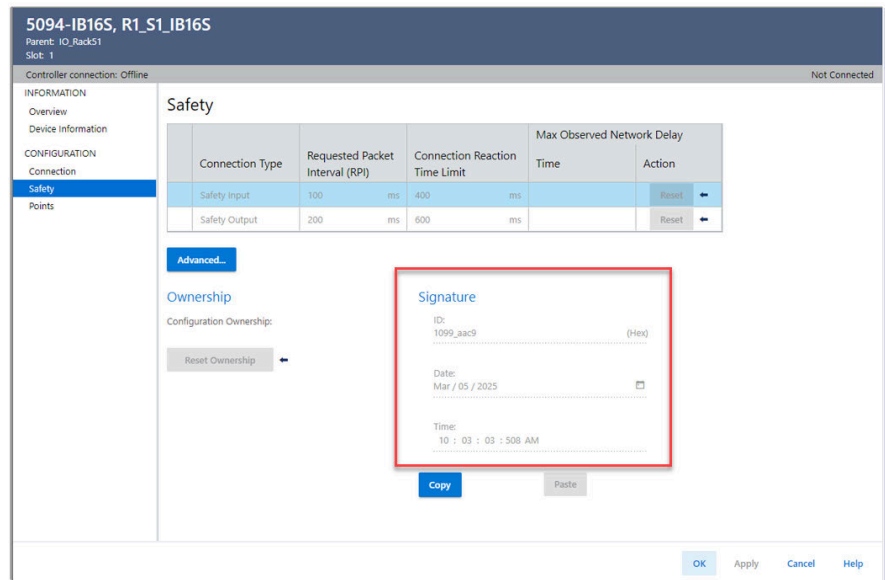 5094-IB16S, R1_S1_IB16S
Parent: IO_Rack51
Slot: 1
Controller connection: Offline
Not Connected
INFORMATION
Overview
Device Information
CONFIGURATION
Connection
Safety
Points
Safety
Max Observed Network Delay
Connection Type
Requested Packet
Interval (RPI)
Connection Reaction
Time Limit
Time
Action
Safety Input 100 ms 400 ms Reset
Safety Output 200 ms 600 ms Reset
Advanced...
Ownership
Configuration Ownership:
Reset Ownership
Signature
ID:
1099_aac9 (Hex)
Date:
Mar / 05 / 2025
Time:
10 : 03 : 03 : 508 AM
Copy
Paste
OK Apply Cancel Help